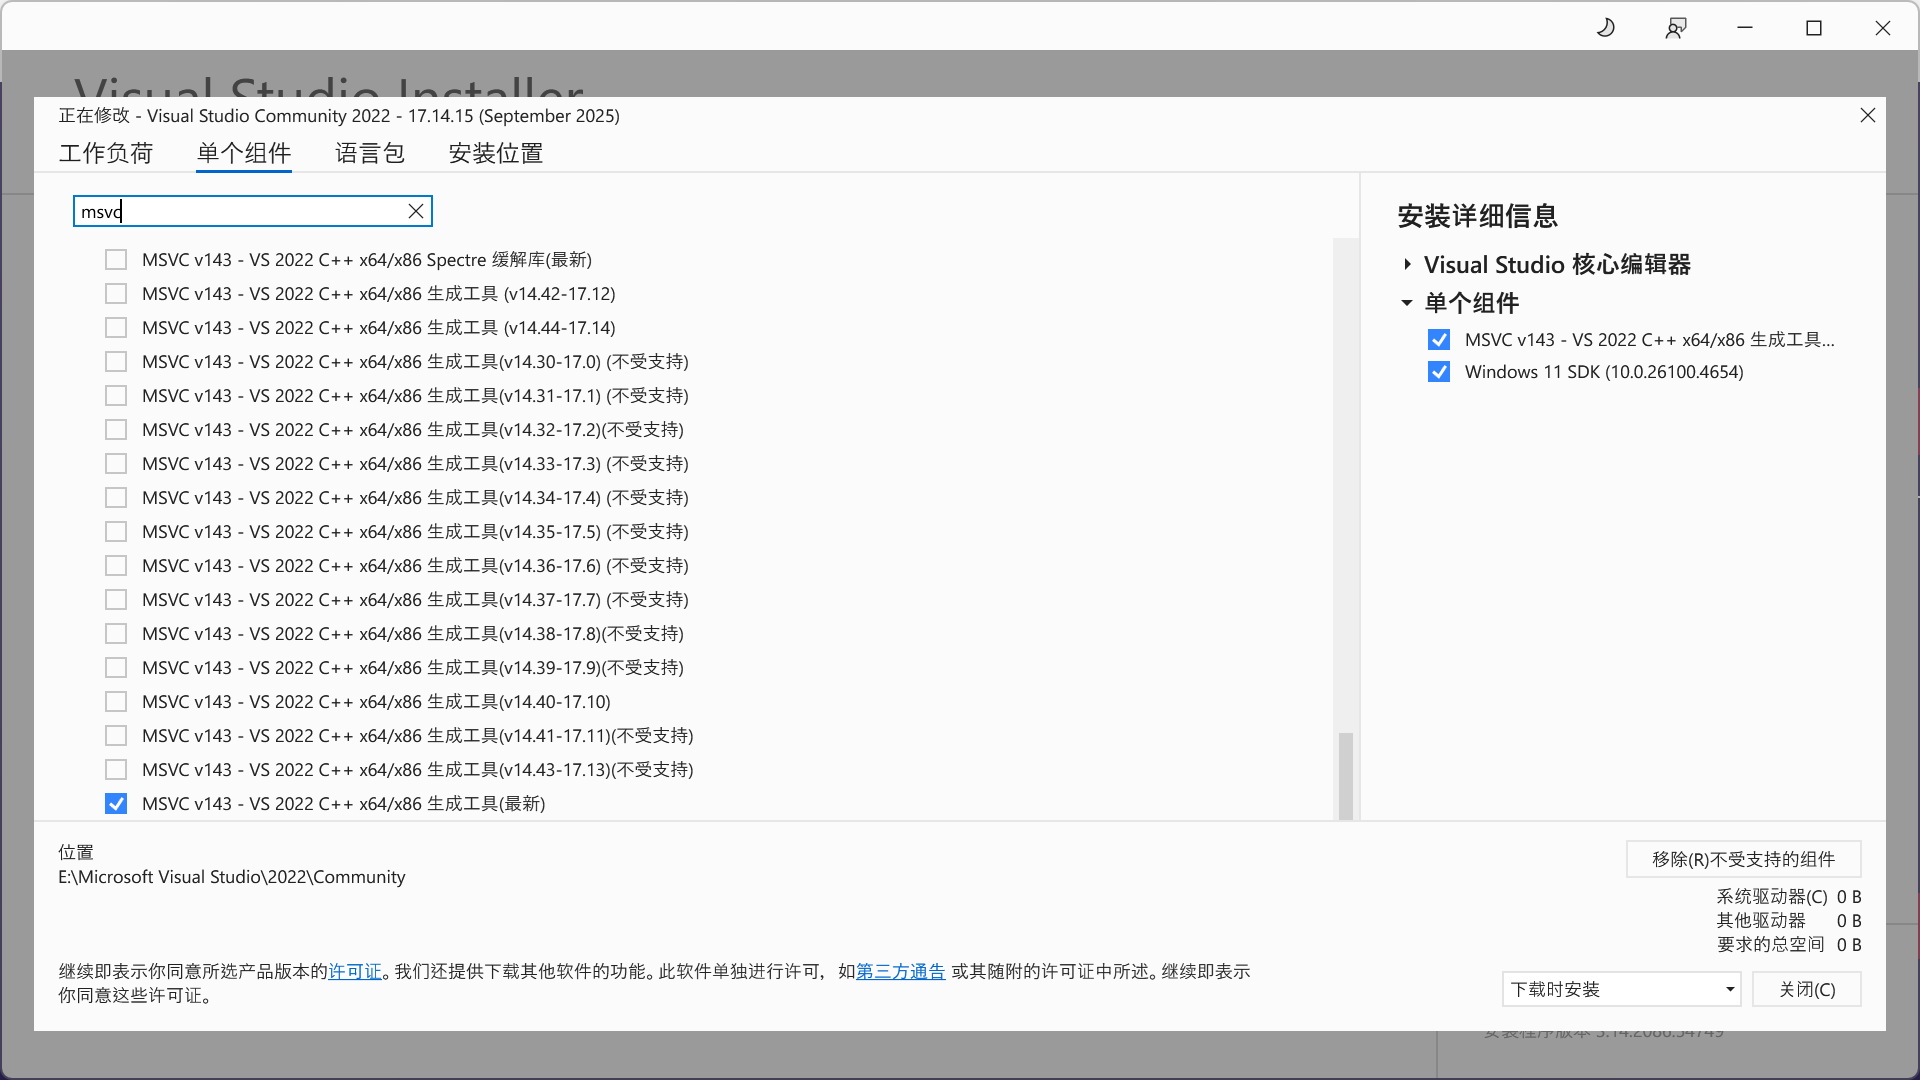 Visual Studio Installer
正在修改 - Visual Studio Community 2022 - 17.14.15 (September 2025)
工作负荷 单个组件 语言包 安装位置
msvc
MSVC v143 - VS 2022 C++ x64/x86 Spectre 缓解库(最新)
MSVC v143 - VS 2022 C++ x64/x86 生成工具 (v14.42-17.12)
MSVC v143 - VS 2022 C++ x64/x86 生成工具 (v14.44-17.14)
MSVC v143 - VS 2022 C++ x64/x86 生成工具(v14.30-17.0) (不受支持)
MSVC v143 - VS 2022 C++ x64/x86 生成工具(v14.31-17.1) (不受支持)
MSVC v143 - VS 2022 C++ x64/x86 生成工具(v14.32-17.2)(不受支持)
MSVC v143 - VS 2022 C++ x64/x86 生成工具(v14.33-17.3) (不受支持)
MSVC v143 - VS 2022 C++ x64/x86 生成工具(v14.34-17.4) (不受支持)
MSVC v143 - VS 2022 C++ x64/x86 生成工具(v14.35-17.5) (不受支持)
MSVC v143 - VS 2022 C++ x64/x86 生成工具(v14.36-17.6) (不受支持)
MSVC v143 - VS 2022 C++ x64/x86 生成工具(v14.37-17.7) (不受支持)
MSVC v143 - VS 2022 C++ x64/x86 生成工具(v14.38-17.8)(不受支持)
MSVC v143 - VS 2022 C++ x64/x86 生成工具(v14.39-17.9)(不受支持)
MSVC v143 - VS 2022 C++ x64/x86 生成工具(v14.40-17.10)
MSVC v143 - VS 2022 C++ x64/x86 生成工具(v14.41-17.11)(不受支持)
MSVC v143 - VS 2022 C++ x64/x86 生成工具(v14.43-17.13)(不受支持)
MSVC v143 - VS 2022 C++ x64/x86 生成工具(最新)
安装详细信息
Visual Studio 核心编辑器
单个组件
MSVC v143 - VS 2022 C++ x64/x86 生成工具...
Windows 11 SDK (10.0.26100.4654)
位置
E:\Microsoft Visual Studio\2022\Community
移除(R)不受支持的组件
系统驱动器(C) 0 B
其他驱动器 0 B
要求的总空间 0 B
继续即表示你同意所选产品版本的许可证。我们还提供下载其他软件的功能。此软件单独进行许可，如第三方通告 或其随附的许可证中所述。继续即表示
你同意这些许可证。
下载时安装
关闭(C)
安装程序版本 3.14.2086.54749